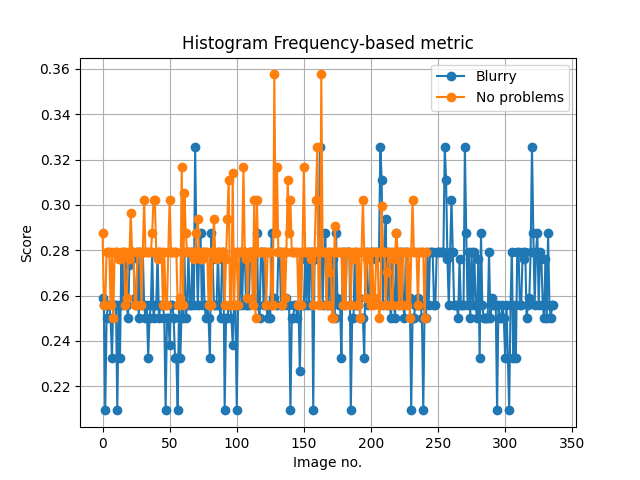 Histogram Frequency-based metric
0.36
0.34
0.32
0.30
0.28
0.26
0.24
0.22
Score
Blurry
No problems
0 50 100 150 200 250 300 350
Image no.